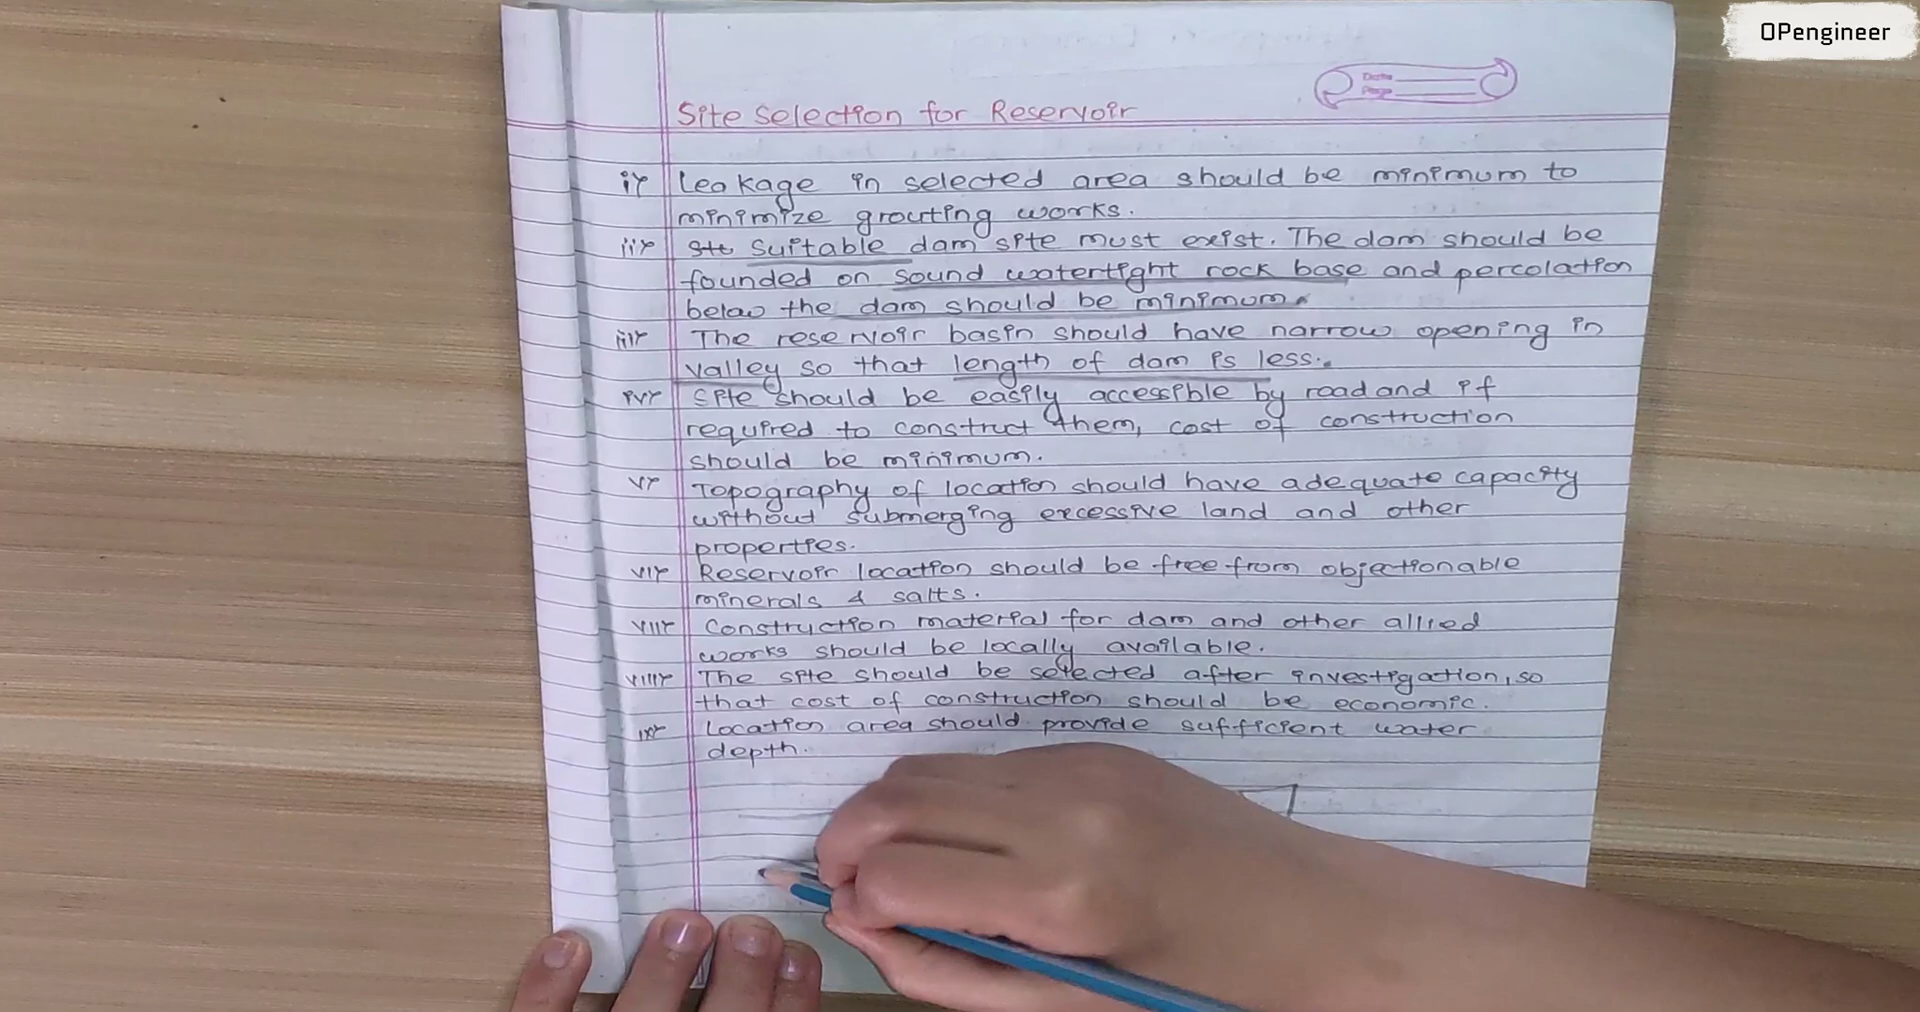 OPengineer
Date
Page
Site selection for Reservoir
i) Leakage in selected area should be minimum to
minimize grouting works.
ii) suitable dam site must exist. The dam should be
founded on sound watertight rock base and percolation
below the dam should be minimum.
iii) The reservoir basin should have narrow opening in
valley so that length of dam is less.
iv) Site should be easily accessible by road and if
required to construct them, cost of construction
should be minimum.
v) Topography of location should have adequate capacity
without submerging excessive land and other
properties.
vi) Reservoir location should be free from objectionable
minerals & salts.
vii) Construction material for dam and other allied
works should be locally available.
viii) The site should be selected after investigation, so
that cost of construction should be economic.
ix) Location area should provide sufficient water
depth.